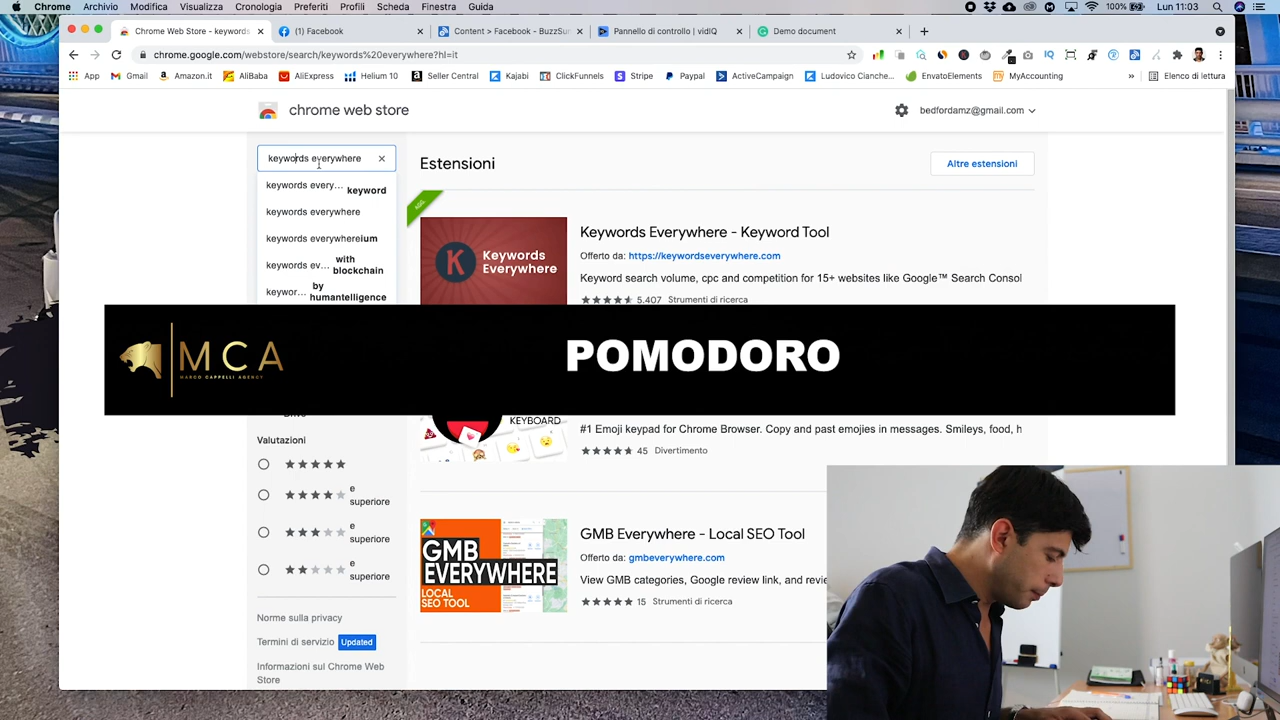 Chrome Archivio Modifica Visualizza Cronologia Preferiti Profili Scheda Finestra Guida
100% Lun 11:03
Chrome Web Store - keywords
(1) Facebook
Content > Facebook - BuzzSu
Pannello di controllo | vidIQ
Demo document
chrome.google.com/webstore/search/keywords%20everywhere?hl=it
App Gmail Amazon.it AliBaba AliExpress Helium 10 Seller Central Kajabi ClickFunnels Stripe Paypal ActiveCampaign Ludovico Cianche... EnvatoElements MyAccounting » Elenco di lettura
chrome web store
bedfordamz@gmail.com
keywords everywhere
Estensioni
Altre estensioni
keywords every... keyword
keywords everywhere
keywords everywhereium
keywords ev... with blockchain
keywor... by humantelligence
AGG.
Keywords Everywhere
Keywords Everywhere - Keyword Tool
Offerto da: https://keywordseverywhere.com
Keyword search volume, cpc and competition for 15+ websites like Google™ Search Consol
5.407 Strumenti di ricerca
MCA
MARCO CAPPELLI AGENCY
POMODORO
Drive
KEYBOARD
#1 Emoji keypad for Chrome Browser. Copy and past emojies in messages. Smileys, food, h
45 Divertimento
Valutazioni
e superiore
e superiore
e superiore
e superiore
GMB EVERYWHERE
LOCAL SEO TOOL
GMB Everywhere - Local SEO Tool
Offerto da: gmbeverywhere.com
View GMB categories, Google review link, and revie
15 Strumenti di ricerca
Norme sulla privacy
Termini di servizio Updated
Informazioni sul Chrome Web
Store